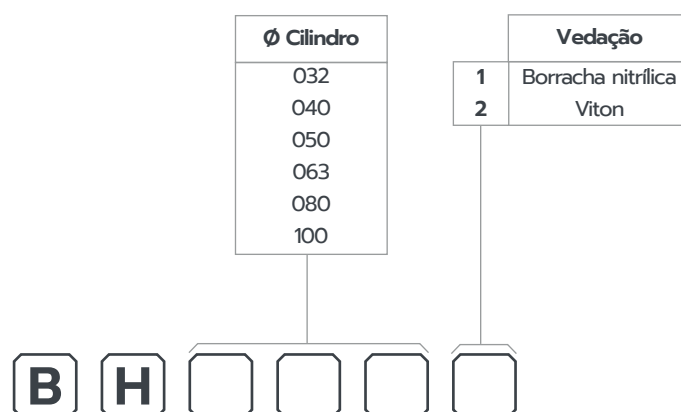 Ø Cilindro
032
040
050
063
080
100
Vedação
1 Borracha nitrílica
2 Viton
B H